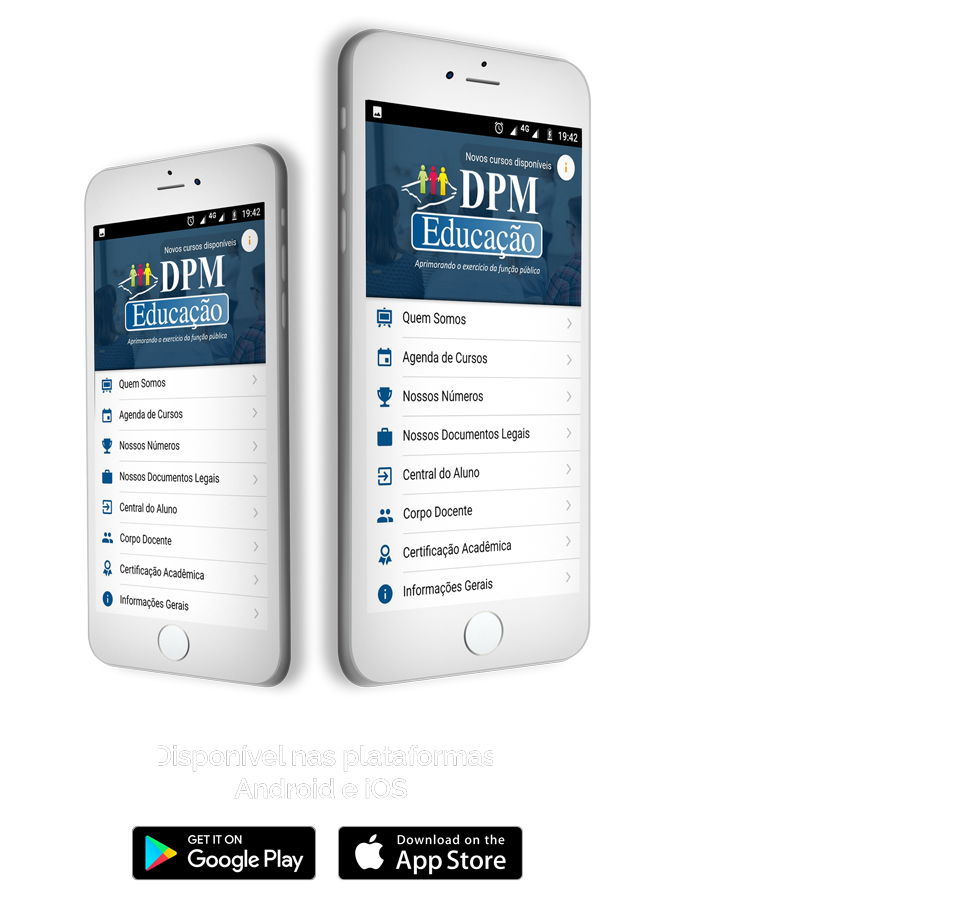 4G 19:42
Novos cursos disponíveis
DPM
Educação
Aprimorando o exercício da função pública
Quem Somos
Agenda de Cursos
Nossos Números
Nossos Documentos Legais
Central do Aluno
Corpo Docente
Certificação Acadêmica
Informações Gerais
4G 19:42
Novos cursos disponíveis
DPM
Educação
Aprimorando o exercício da função pública
Quem Somos
Agenda de Cursos
Nossos Números
Nossos Documentos Legais
Central do Aluno
Corpo Docente
Certificação Acadêmica
Informações Gerais
Disponível nas plataformas
Android e iOS
GET IT ON
Google Play
Download on the
App Store